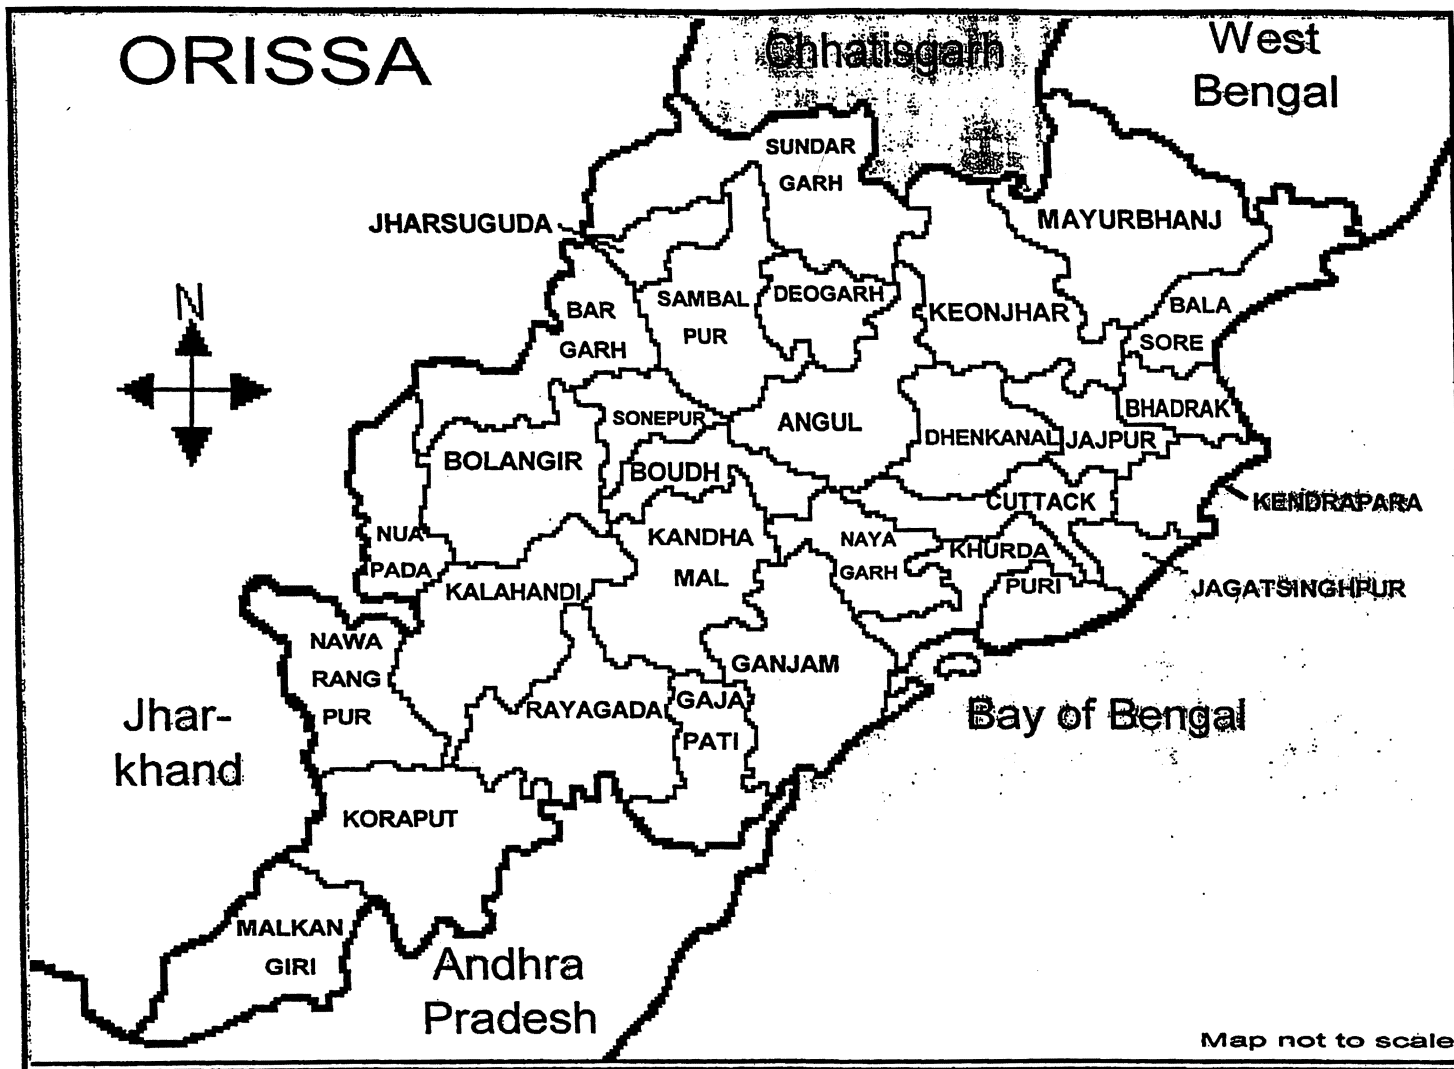 ORISSA
Chhatisgarh
West
Bengal
SUNDAR
GARH
JHARSUGUDA
MAYURBHANJ
N
BAR
GARH
SAMBAL
PUR
DEOGARH
KEONJHAR
BALA
SORE
SONEPUR
ANGUL
BHADRAK
DHENKANAL
JAJPUR
BOLANGIR
BOUDH
CUTTACK
KENDRAPARA
NUA
PADA
KANDHA
MAL
NAYA
GARH
KHURDA
PURI
JAGATSINGHPUR
KALAHANDI
NAWA
RANG
PUR
GANJAM
RAYAGADA
GAJA
PATI
Jhar-
khand
Bay of Bengal
KORAPUT
MALKAN
GIRI
Andhra
Pradesh
Map not to scale